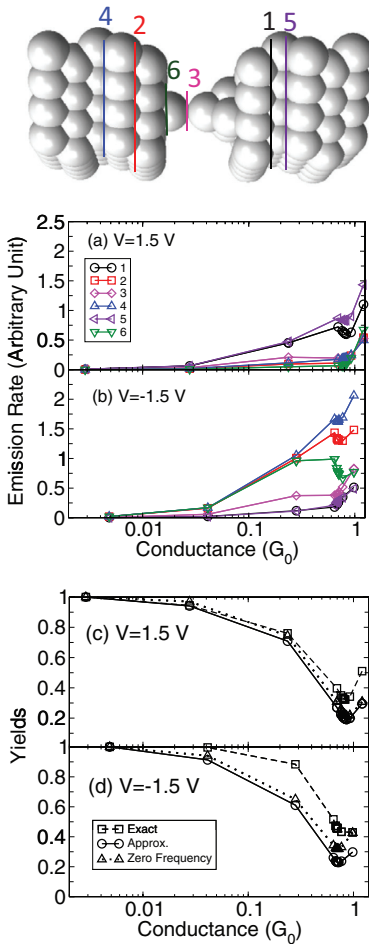 4 2 6 3 1 5
2.5
(a) V=1.5 V
2
1
1.5
2
3
1
4
5
0.5
6
0
(b) V=-1.5 V
2
1.5
1
0.5
0
Emission Rate (Arbitrary Unit)
0.01 0.1 1
Conductance (G₀)
1
0.8
(c) V=1.5 V
0.6
0.4
0.2
1
(d) V=-1.5 V
0.8
0.6
Exact
0.4
Approx.
0.2
Zero Frequency
0
Yields
0.01 0.1 1
Conductance (G₀)